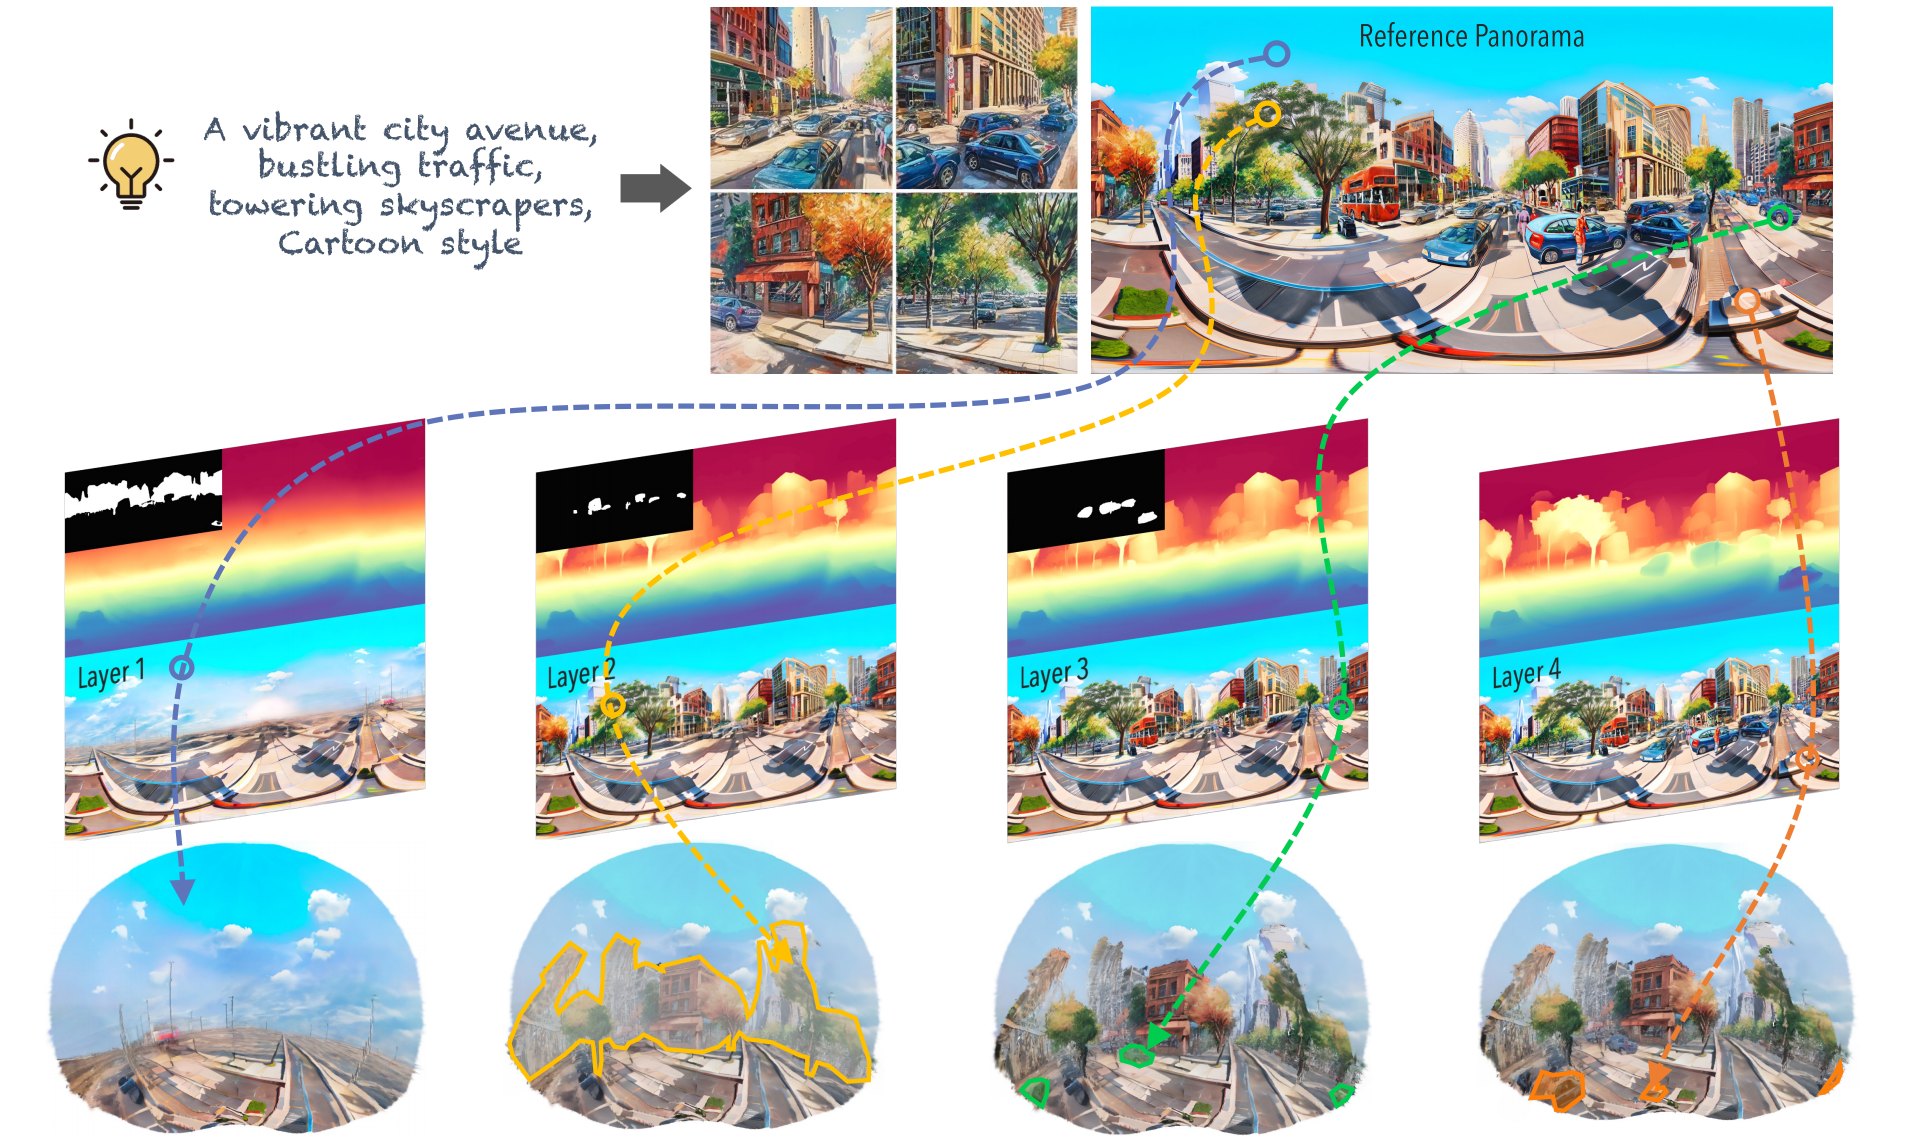 A vibrant city avenue,
bustling traffic,
towering skyscrapers,
Cartoon style
Reference Panorama
Layer 1
Layer 2
Layer 3
Layer 4